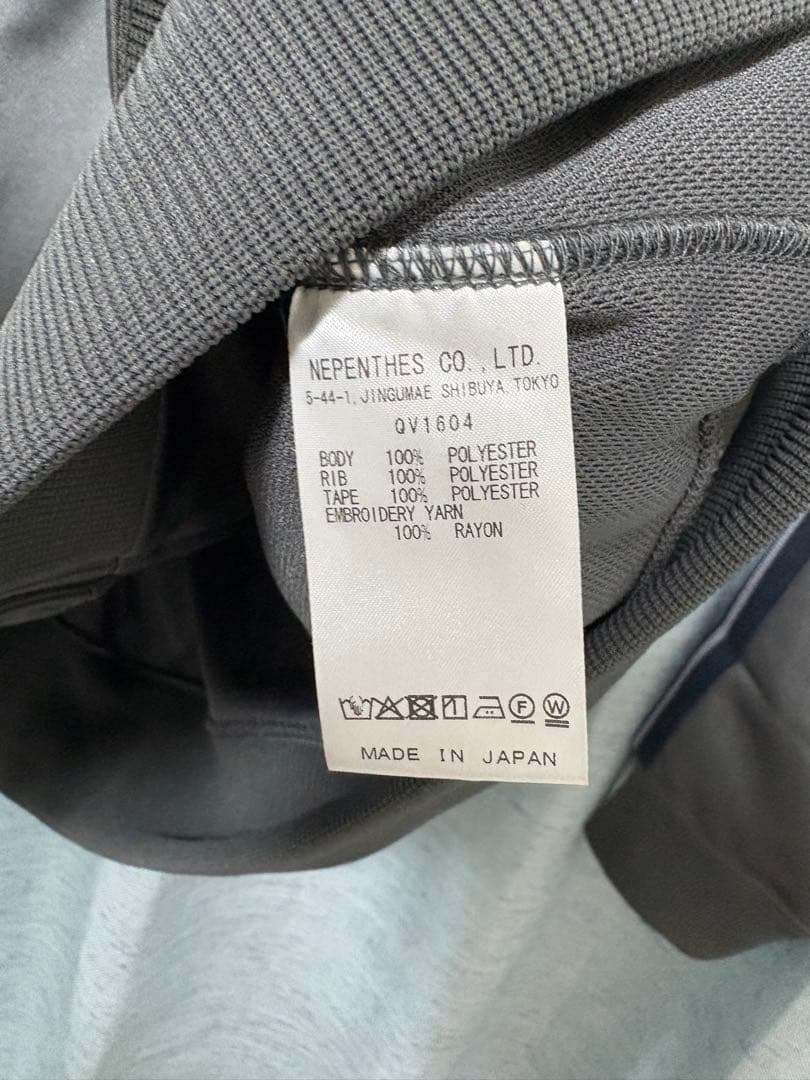 NEPENTHES CO.,LTD.
5-44-1, JINGUMAE SHIBUYA, TOKYO
QV1604
BODY 100% POLYESTER
RIB 100% POLYESTER
TAPE 100% POLYESTER
EMBROIDERY YARN
100% RAYON
F W
MADE IN JAPAN